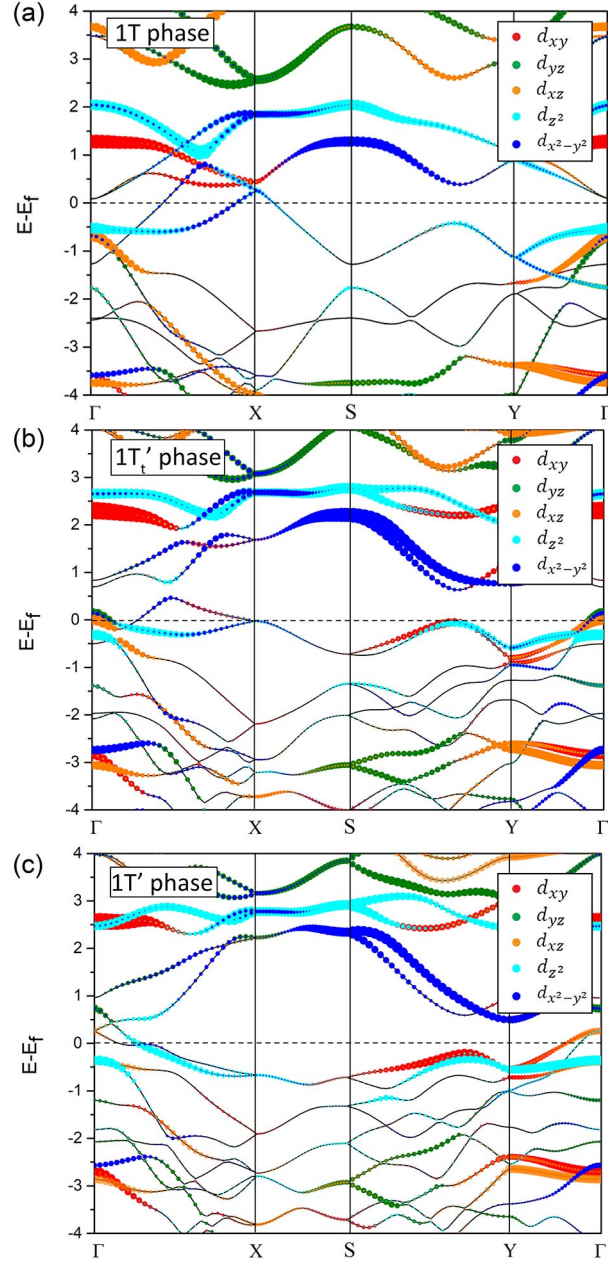 (a)
1T phase
d_xy
d_yz
d_xz
d_z²
d_x²−y²
E-E_f
4
3
2
1
0
-1
-2
-3
-4
Γ X S Y Γ
(b)
1T_t′ phase
d_xy
d_yz
d_xz
d_z²
d_x²−y²
E-E_f
4
3
2
1
0
-1
-2
-3
-4
Γ X S Y Γ
(c)
1T′ phase
d_xy
d_yz
d_xz
d_z²
d_x²−y²
E-E_f
4
3
2
1
0
-1
-2
-3
-4
Γ X S Y Γ